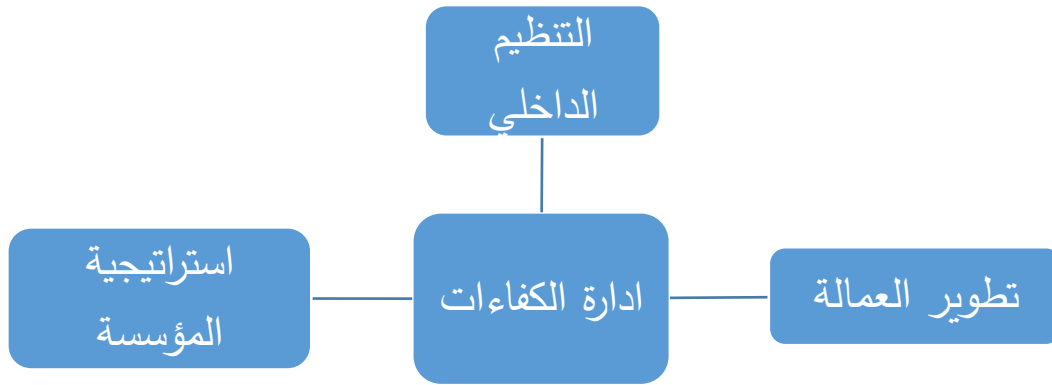 التنظيم
الداخلي
تطوير العمالة
ادارة الكفاءات
استراتيجية
المؤسسة